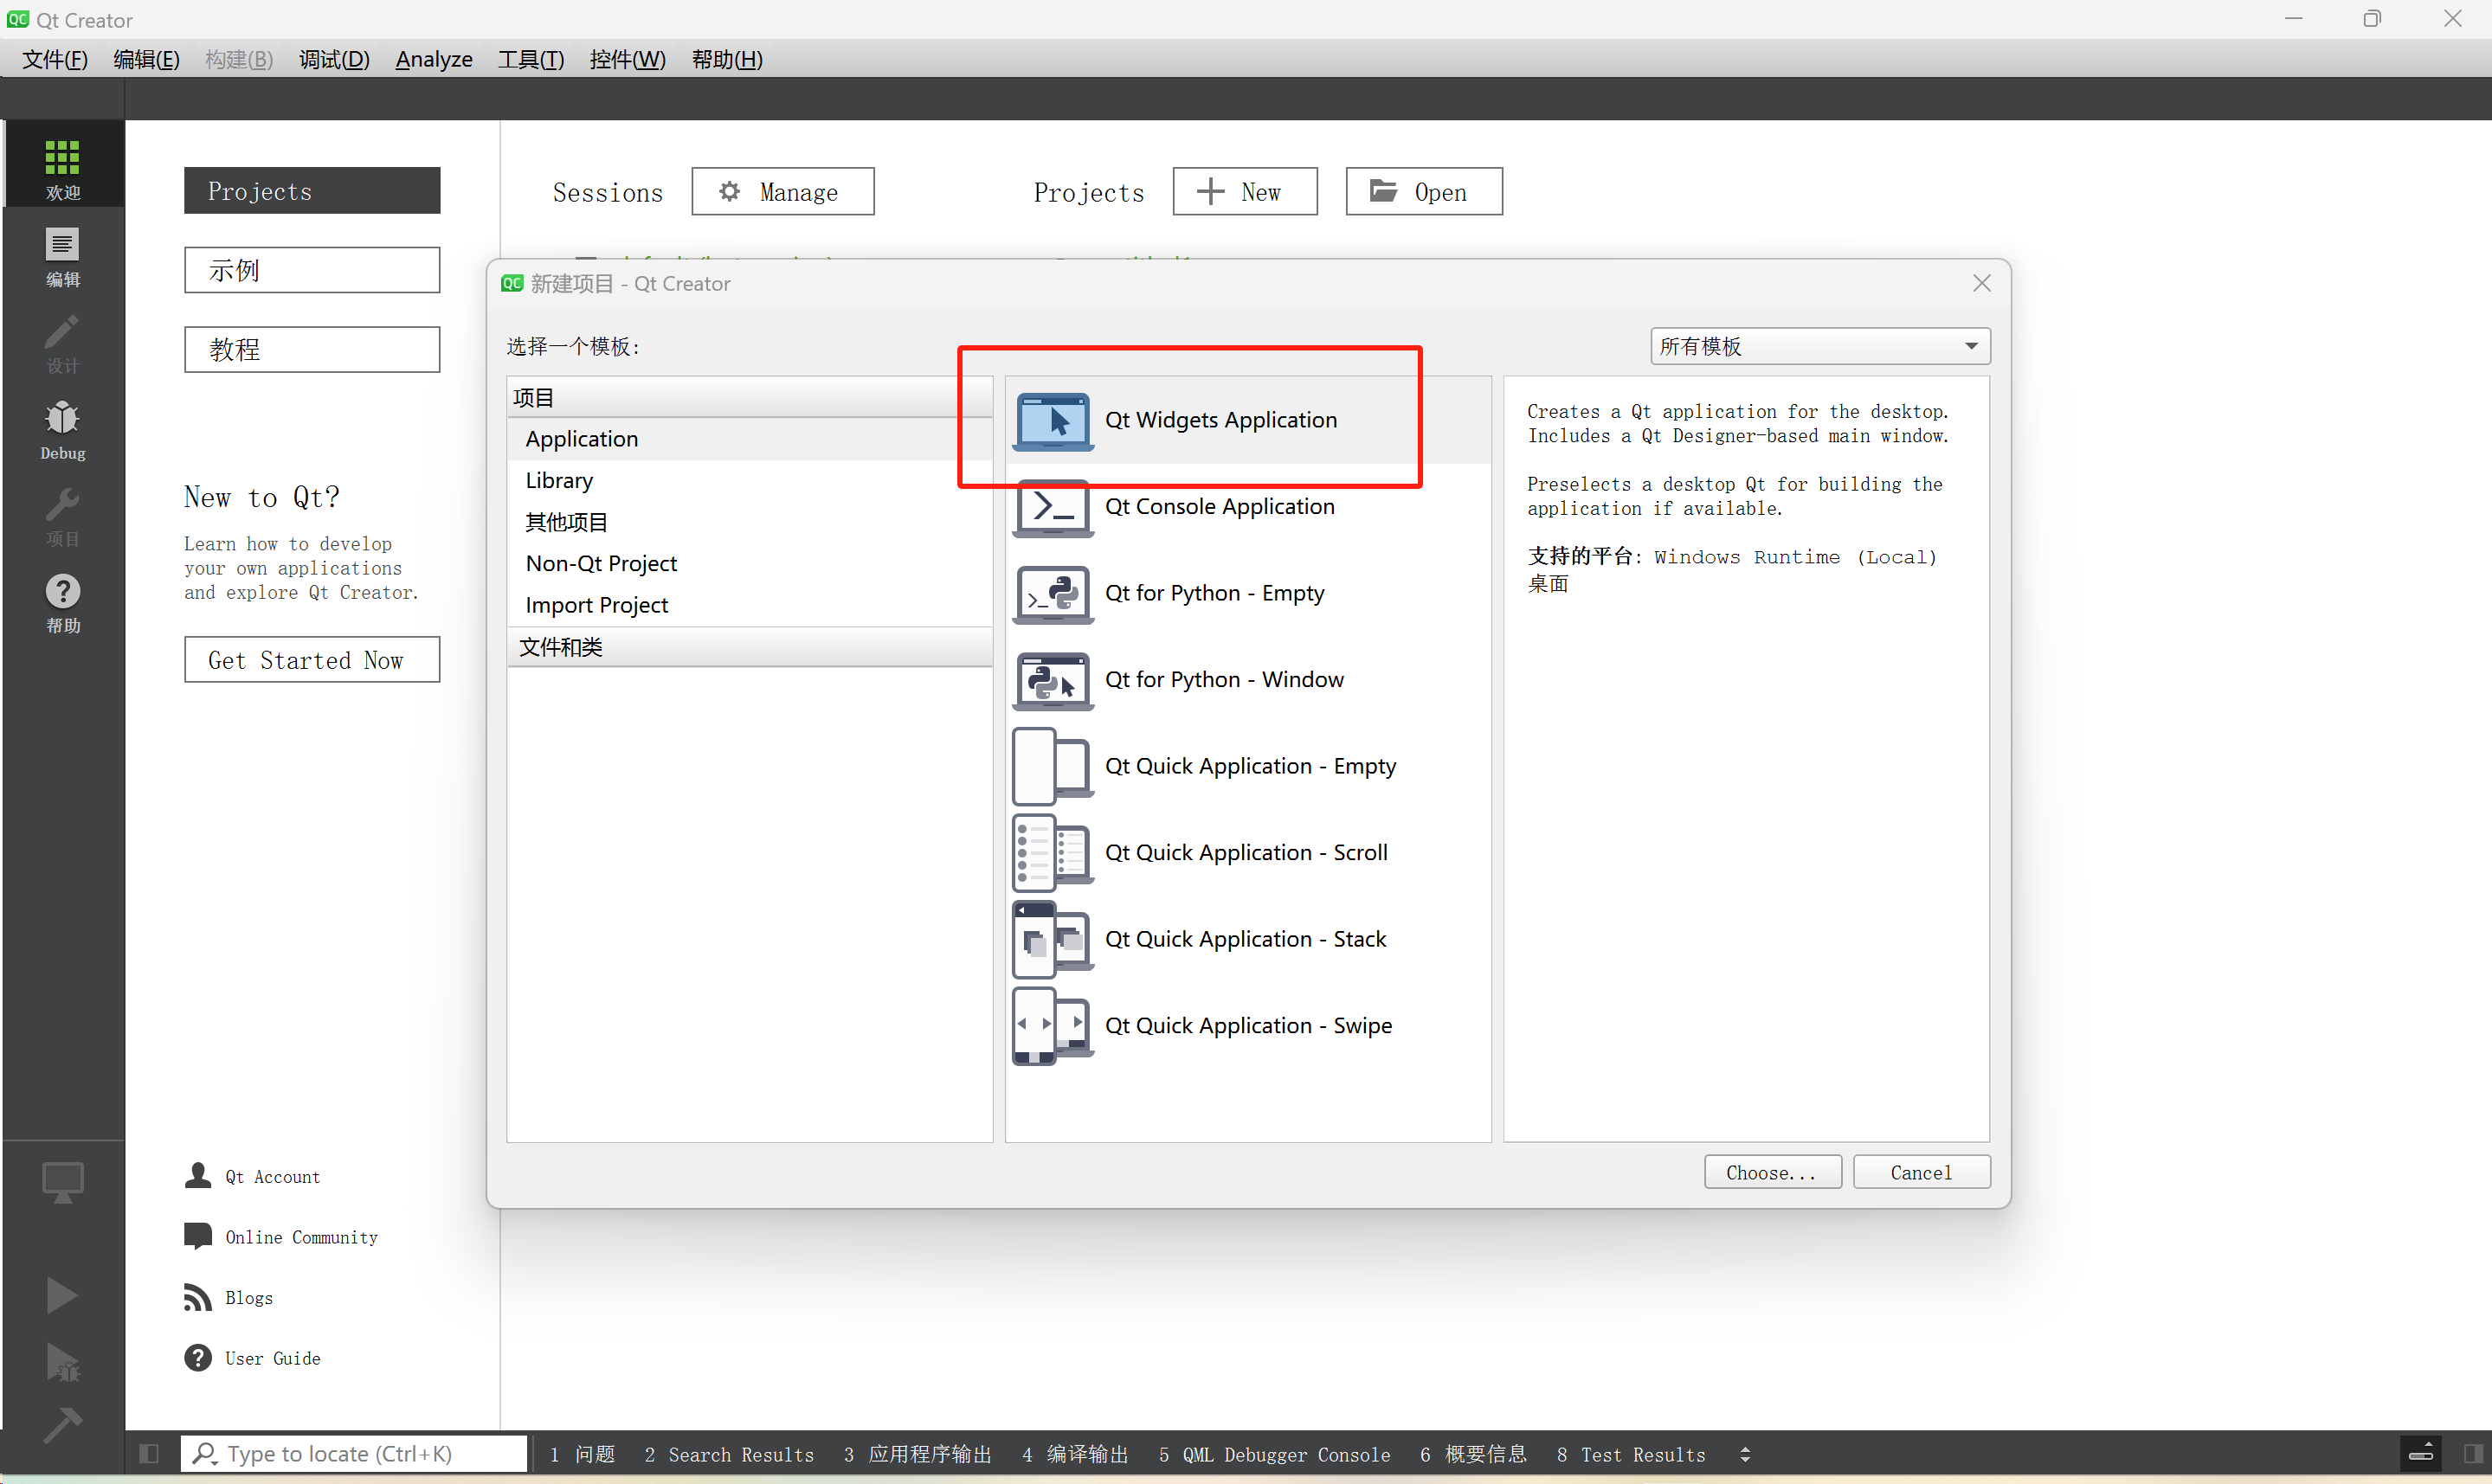 Qt Creator
文件(F) 编辑(E) 构建(B) 调试(D) Analyze 工具(T) 控件(W) 帮助(H)
欢迎
编辑
设计
Debug
项目
帮助
Projects
示例
教程
New to Qt?
Learn how to develop
your own applications
and explore Qt Creator.
Get Started Now
Qt Account
Online Community
Blogs
User Guide
Sessions
Manage
Projects
New
Open
新建项目 - Qt Creator
选择一个模板:
所有模板
项目
Application
Library
其他项目
Non-Qt Project
Import Project
文件和类
Qt Widgets Application
Qt Console Application
Qt for Python - Empty
Qt for Python - Window
Qt Quick Application - Empty
Qt Quick Application - Scroll
Qt Quick Application - Stack
Qt Quick Application - Swipe
Creates a Qt application for the desktop.
Includes a Qt Designer-based main window.
Preselects a desktop Qt for building the
application if available.
支持的平台: Windows Runtime (Local)
桌面
Choose...
Cancel
Type to locate (Ctrl+K)
1 问题 2 Search Results 3 应用程序输出 4 编译输出 5 QML Debugger Console 6 概要信息 8 Test Results